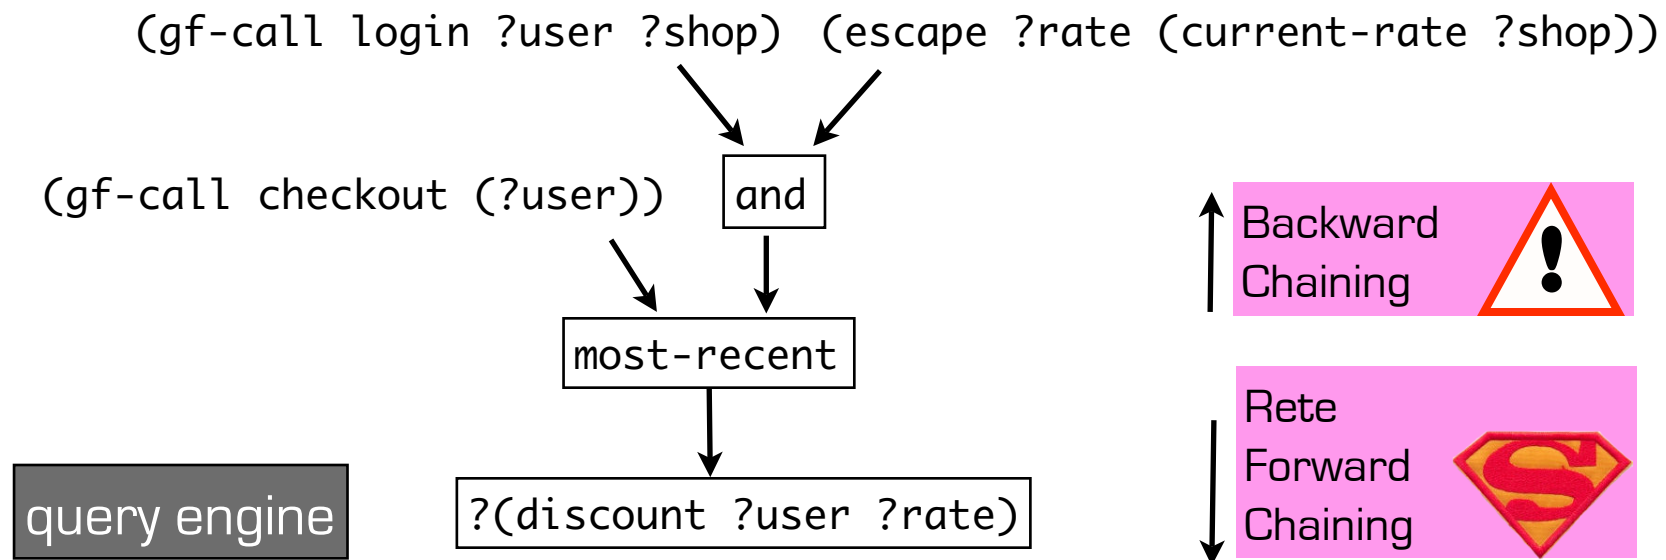 (gf-call login ?user ?shop) (escape ?rate (current-rate ?shop))
(gf-call checkout (?user))
and
Backward
Chaining
!
most-recent
Rete
Forward
Chaining
S
query engine
?(discount ?user ?rate)